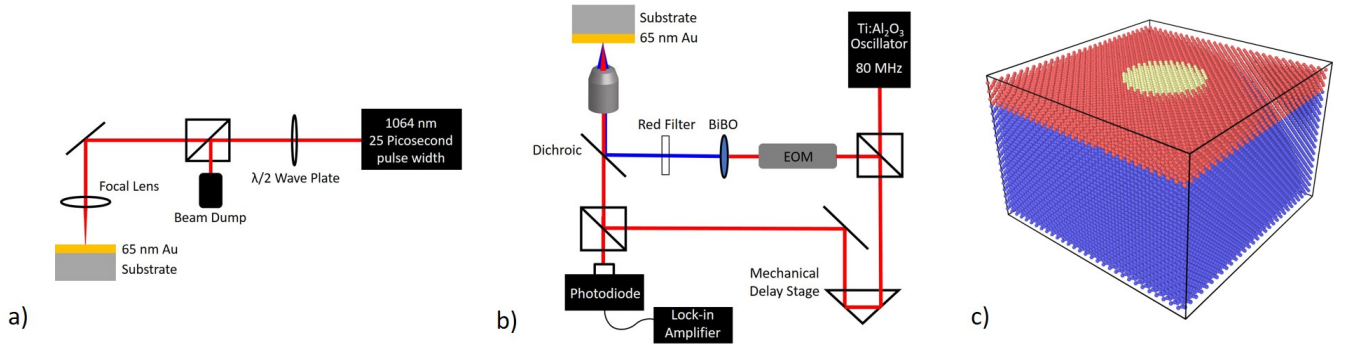 1064 nm
25 Picosecond
pulse width
λ/2 Wave Plate
Focal Lens
Beam Dump
65 nm Au
Substrate
a)
Substrate
65 nm Au
Ti:Al₂O₃
Oscillator
80 MHz
Red Filter
BiBO
EOM
Dichroic
Mechanical
Delay Stage
Photodiode
Lock-in
Amplifier
b)
c)